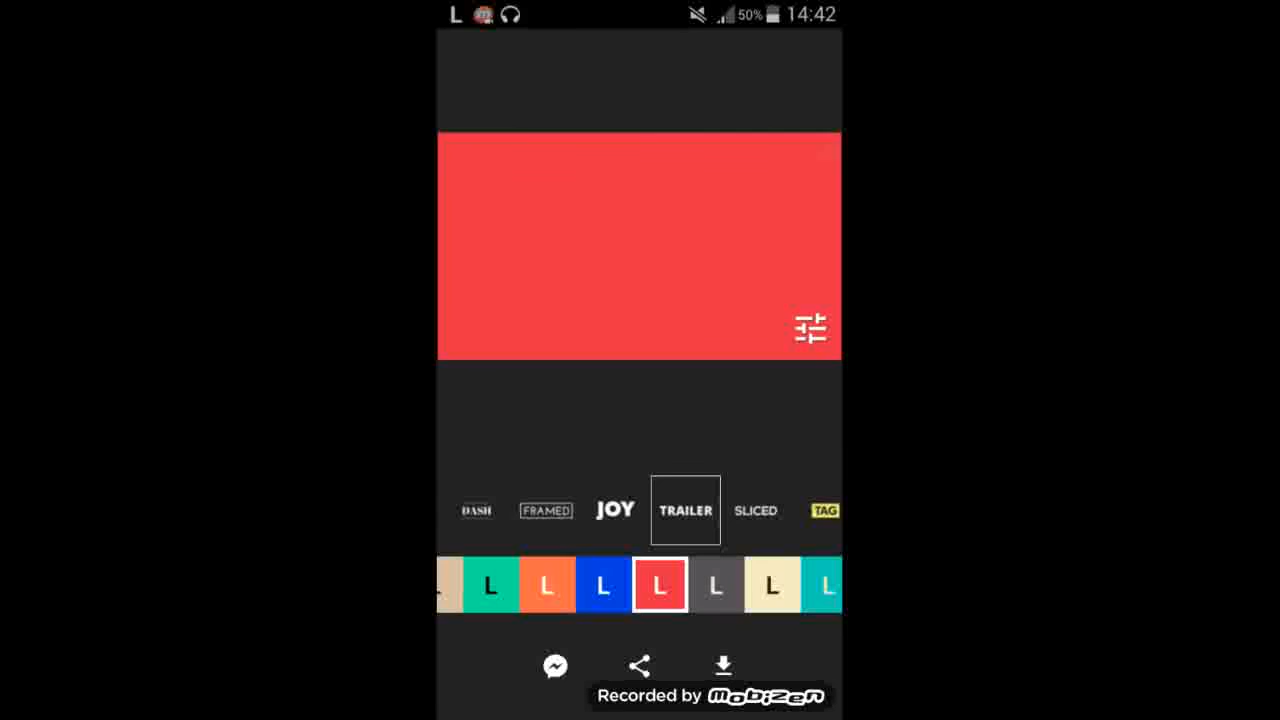 L 50% 14:42
DASH FRAMED JOY TRAILER SLICED TAG
L L L L L L L L
Recorded by mobizen